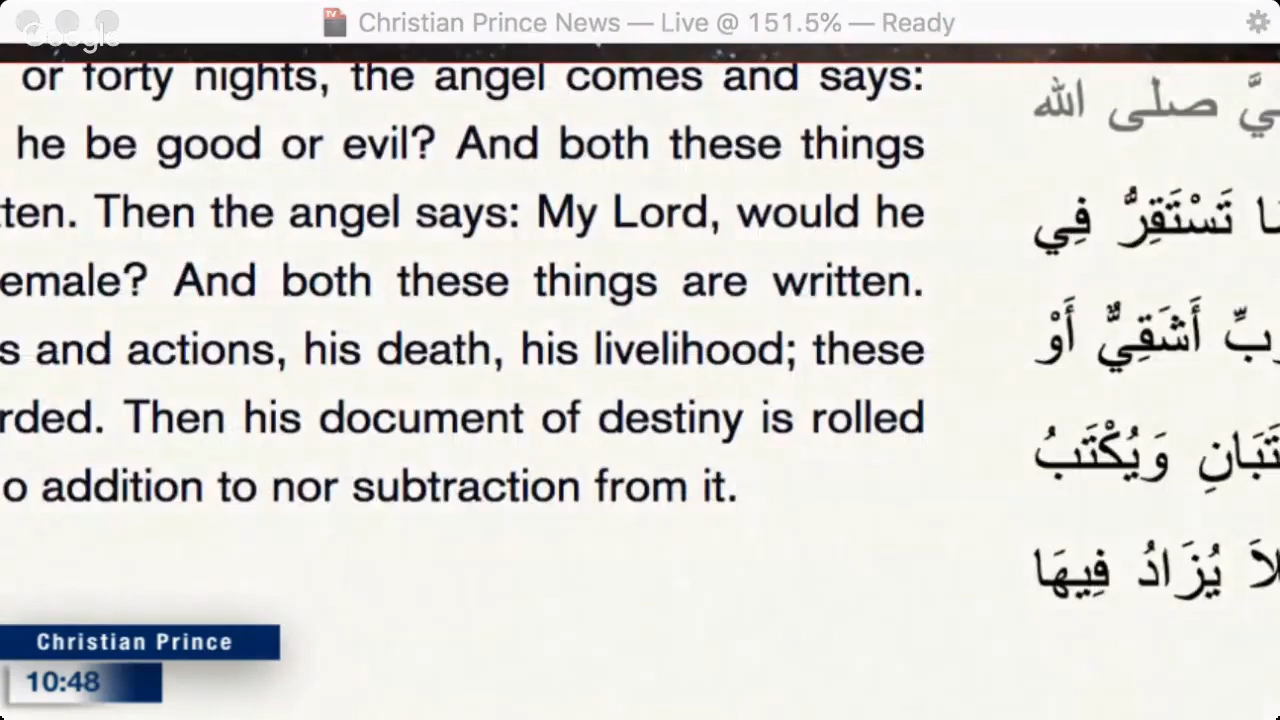 Christian Prince News — Live @ 151.5% — Ready
Google
or forty nights, the angel comes and says:
he be good or evil? And both these things
tten. Then the angel says: My Lord, would he
emale? And both these things are written.
s and actions, his death, his livelihood; these
rded. Then his document of destiny is rolled
o addition to nor subtraction from it.
يَّ صلى الله
تَسْتَقِرُّ فِي
رَبِّ أَشَقِيٌّ أَوْ
تَبَانِ وَيُكْتَبُ
لاَ يُزَادُ فِيهَا
Christian Prince
10:48